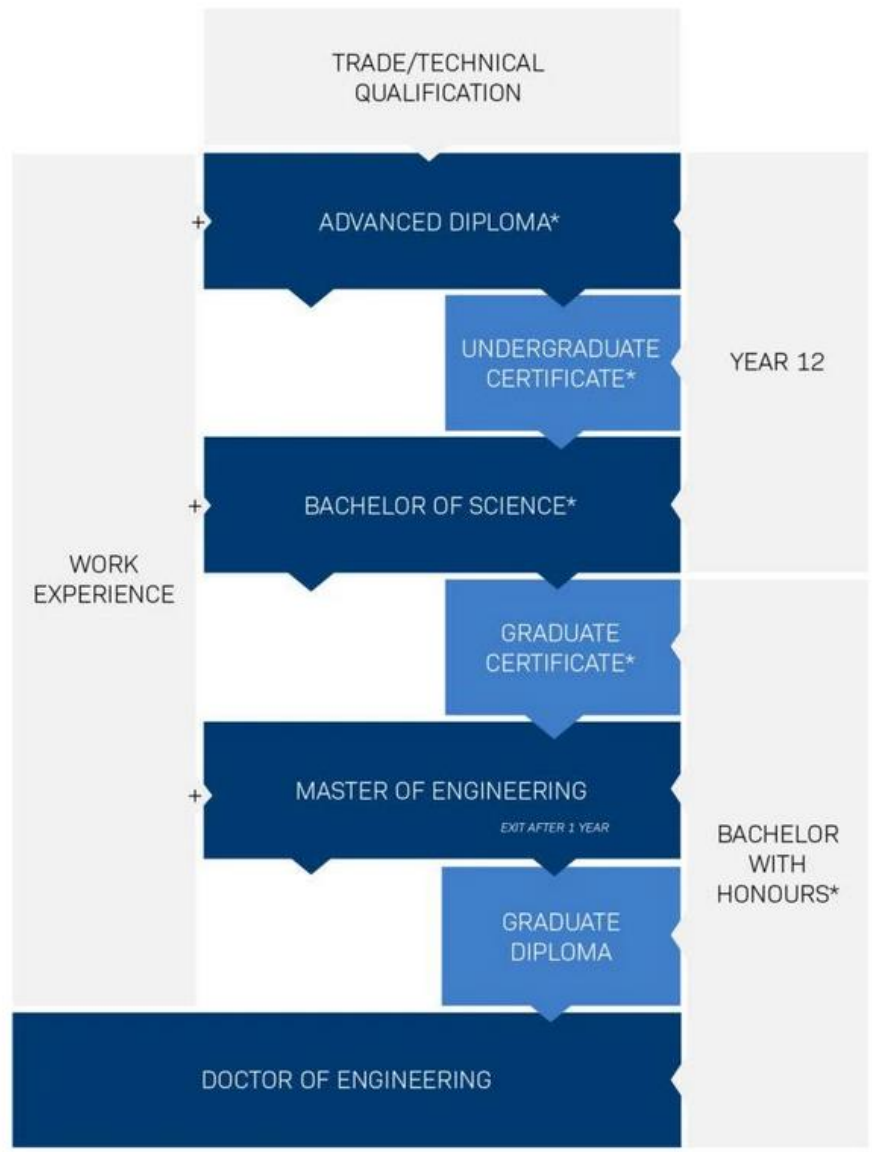 TRADE/TECHNICAL
QUALIFICATION
+
ADVANCED DIPLOMA*
UNDERGRADUATE
CERTIFICATE*
YEAR 12
+
BACHELOR OF SCIENCE*
WORK
EXPERIENCE
GRADUATE
CERTIFICATE*
+
MASTER OF ENGINEERING
EXIT AFTER 1 YEAR
BACHELOR
WITH
HONOURS*
GRADUATE
DIPLOMA
DOCTOR OF ENGINEERING